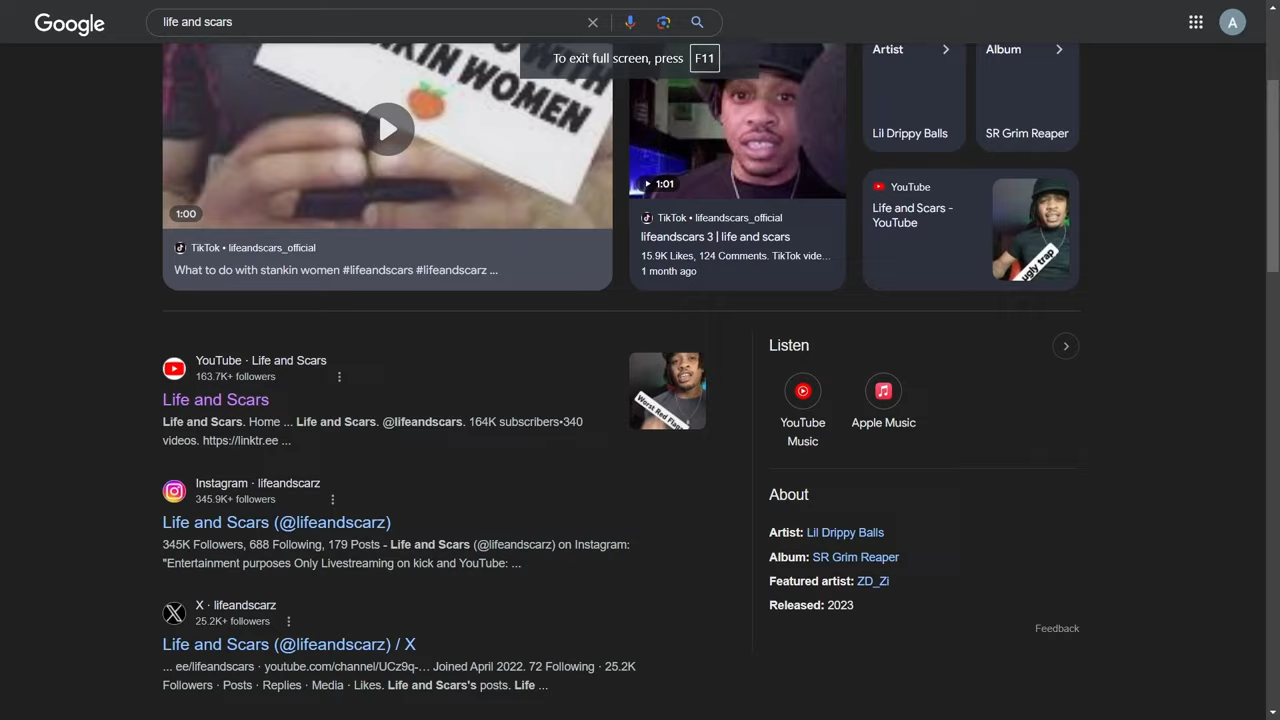 Google
life and scars
A
To exit full screen, press F11
WITH
STANKIN WOMEN
1:00
TikTok • lifeandscars_official
What to do with stankin women #lifeandscars #lifeandscarz ...
1:01
TikTok • lifeandscars_official
lifeandscars 3 | life and scars
15.9K Likes, 124 Comments. TikTok vide...
1 month ago
Artist
Lil Drippy Balls
Album
SR Grim Reaper
YouTube
Life and Scars -
YouTube
ugly trap
YouTube · Life and Scars
163.7K+ followers
Life and Scars
Life and Scars. Home ... Life and Scars. @lifeandscars. 164K subscribers•340
videos. https://linktr.ee ...
Worst Red Flag
Instagram · lifeandscarz
345.9K+ followers
Life and Scars (@lifeandscarz)
345K Followers, 688 Following, 179 Posts - Life and Scars (@lifeandscarz) on Instagram:
"Entertainment purposes Only Livestreaming on kick and YouTube: ...
X · lifeandscarz
25.2K+ followers
Life and Scars (@lifeandscarz) / X
... ee/lifeandscars · youtube.com/channel/UCz9q-... Joined April 2022. 72 Following · 25.2K
Followers · Posts · Replies · Media · Likes. Life and Scars's posts. Life ...
Listen
YouTube
Music
Apple Music
About
Artist: Lil Drippy Balls
Album: SR Grim Reaper
Featured artist: ZD_Zi
Released: 2023
Feedback